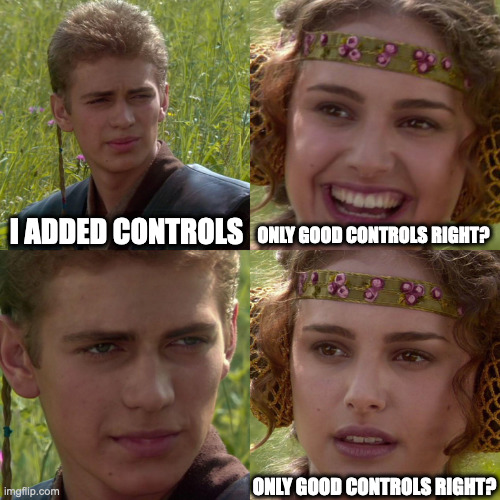 I ADDED CONTROLS
ONLY GOOD CONTROLS RIGHT?
ONLY GOOD CONTROLS RIGHT?
imgflip.com